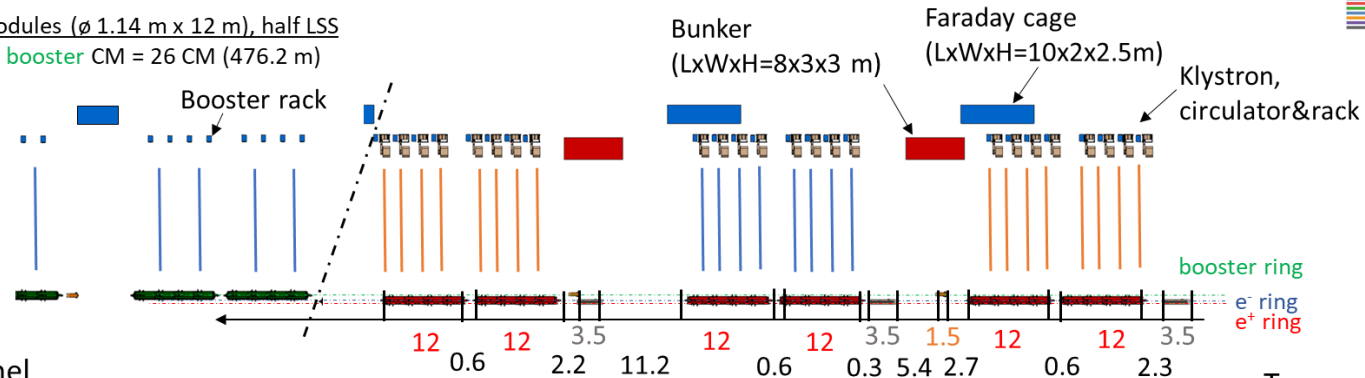 odules (ø 1.14 m x 12 m), half LSS
booster CM = 26 CM (476.2 m)
Booster rack
Bunker
(LxWxH=8x3x3 m)
Faraday cage
(LxWxH=10x2x2.5m)
Klystron,
circulator&rack
booster ring
e⁻ ring
e⁺ ring
12 12 3.5 12 12 3.5 1.5 12 12 3.5
0.6 2.2 11.2 0.6 0.3 5.4 2.7 0.6 2.3
nel